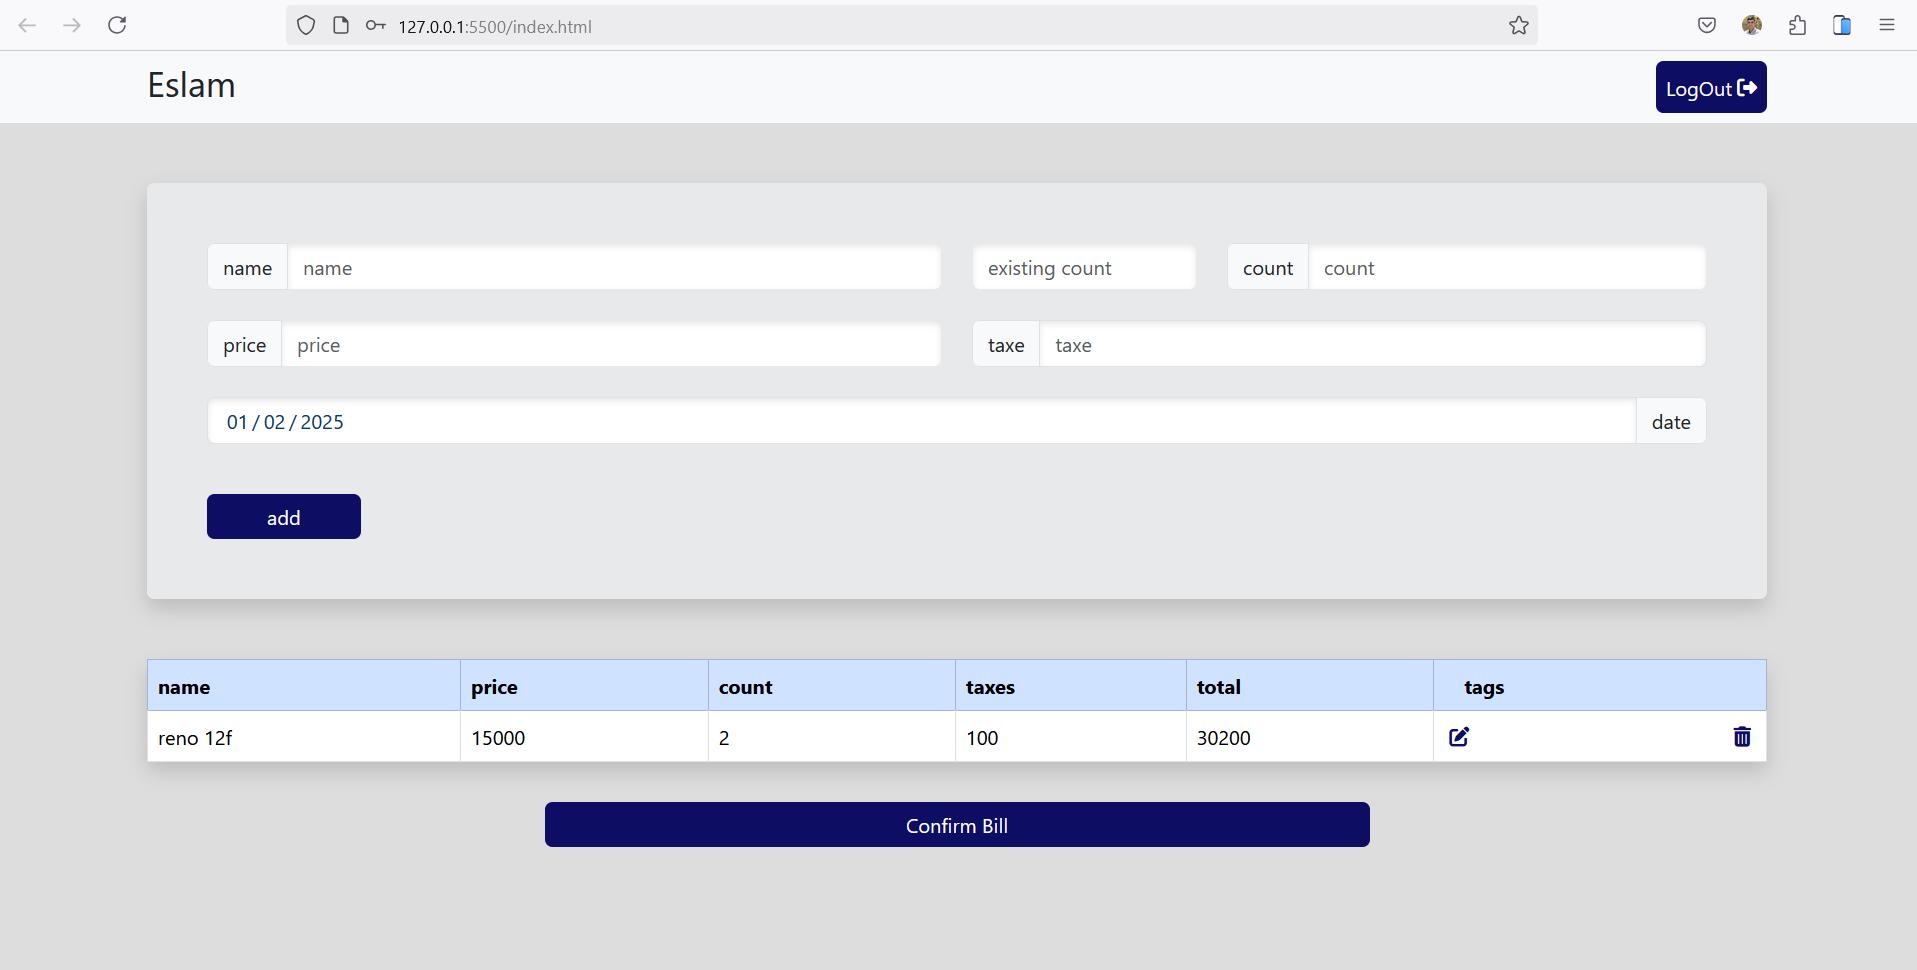 127.0.0.1:5500/index.html
Eslam
LogOut
name name existing count count count
price price taxe taxe
01 / 02 / 2025 date
add
name price count taxes total tags
reno 12f 15000 2 100 30200
Confirm Bill